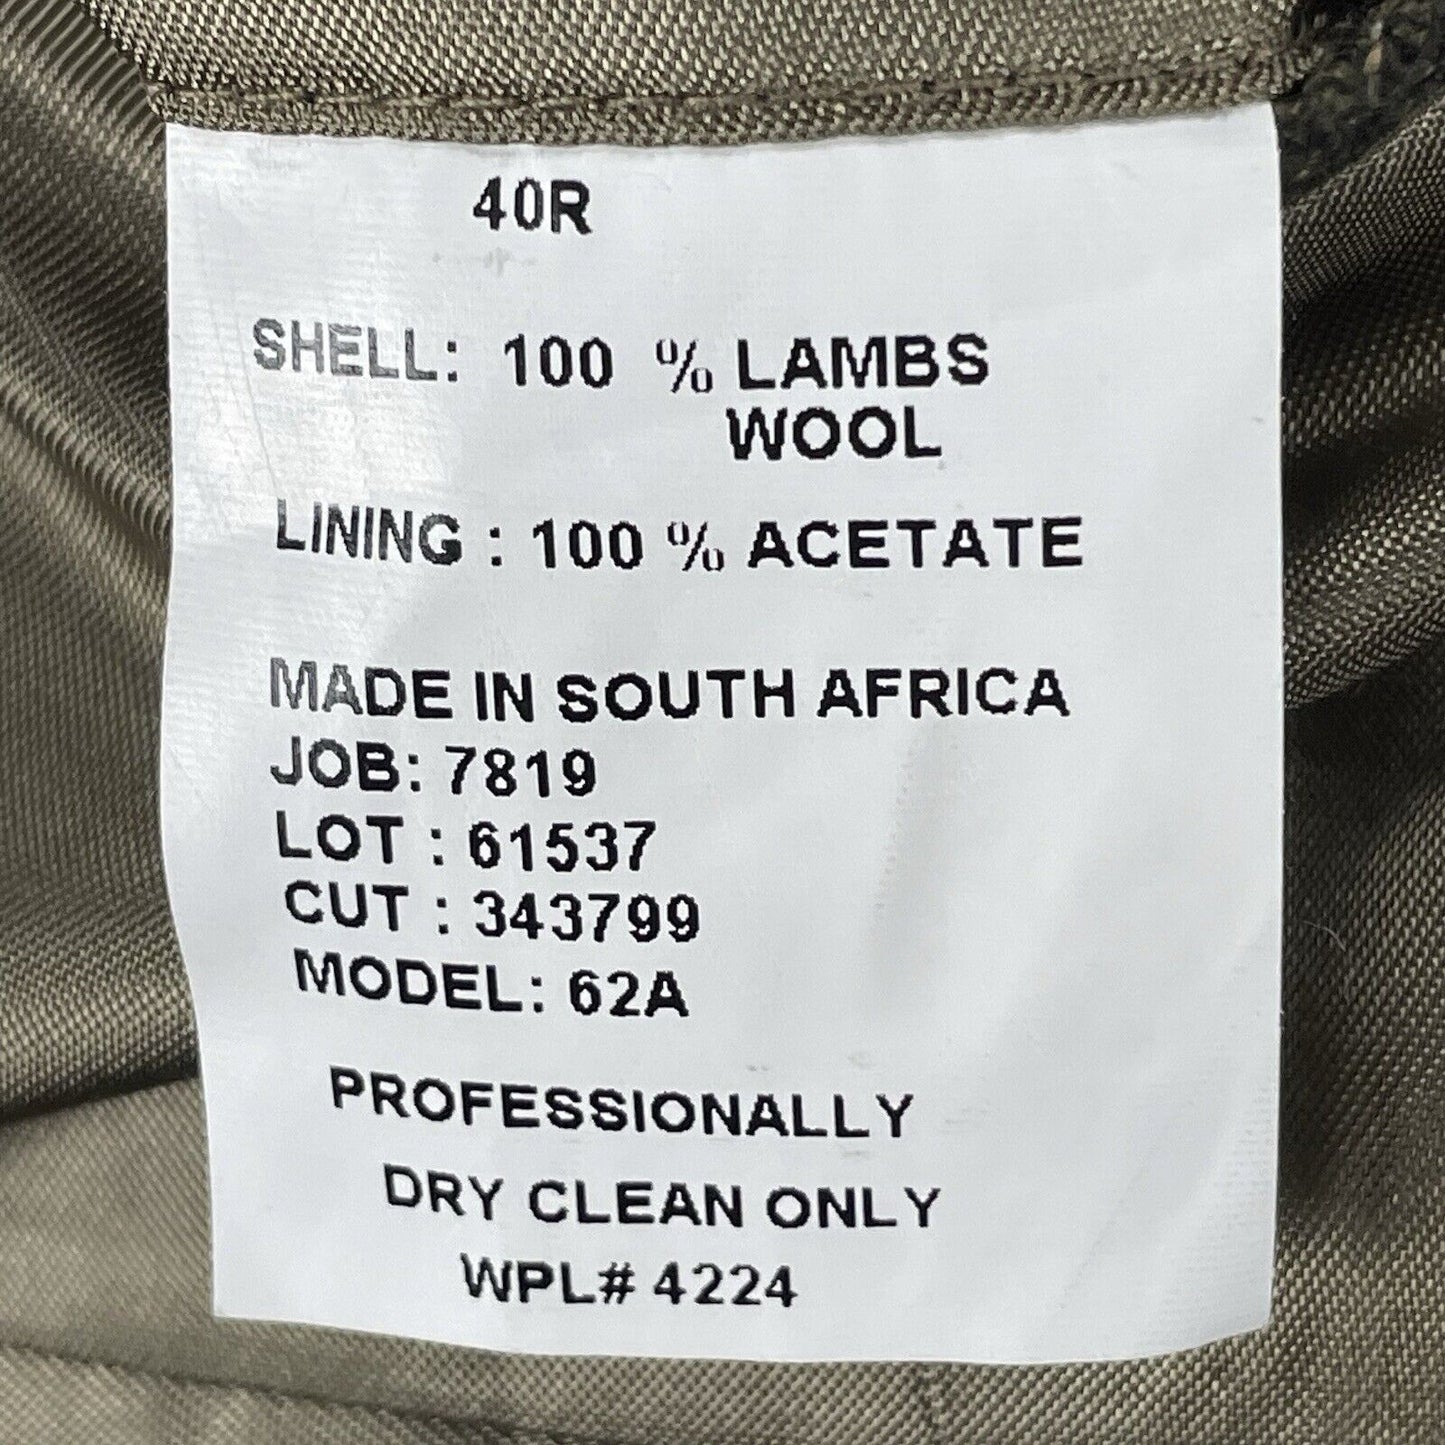 40R
SHELL: 100 % LAMBS
WOOL
LINING : 100 % ACETATE
MADE IN SOUTH AFRICA
JOB: 7819
LOT : 61537
CUT : 343799
MODEL: 62A
PROFESSIONALLY
DRY CLEAN ONLY
WPL# 4224